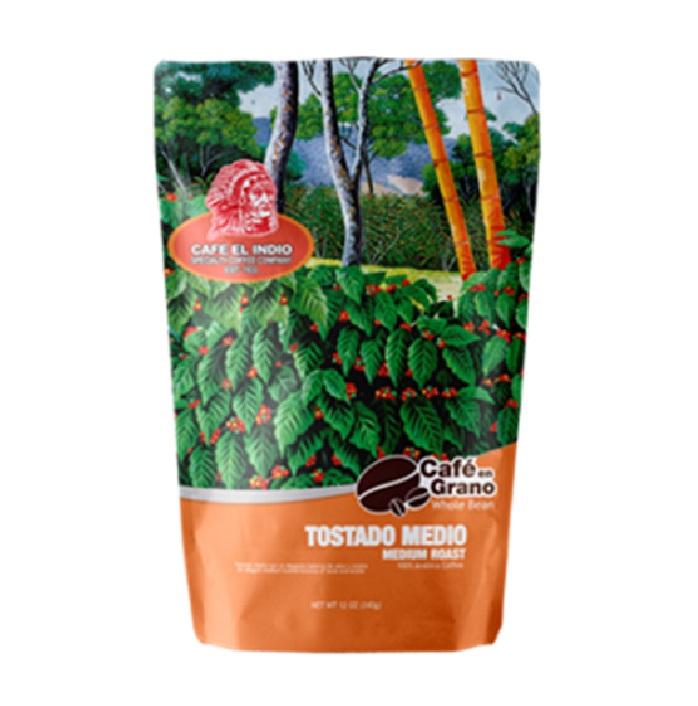 CAFE EL INDIO
SPECIALTY COFFEE COMPANY
Café en
Grano
Whole Bean
TOSTADO MEDIO
MEDIUM ROAST
100% Arabica Coffee
NET WT 12 OZ (340g)